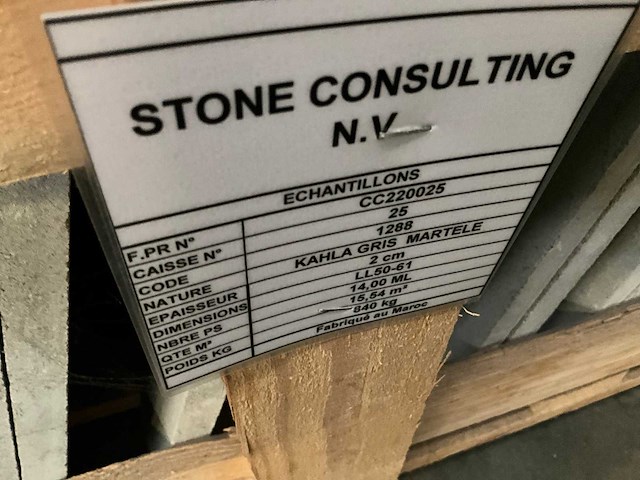 STONE CONSULTING
N.V.
ECHANTILLONS
F.PR N° CC220025
CAISSE N° 25
CODE 1288
NATURE KAHLA GRIS MARTELE
EPAISSEUR 2 cm
DIMENSIONS LL50-61
NBRE PS 14,00 ML
QTE M² 15,54 m²
POIDS KG 840 kg
Fabriqué au Maroc